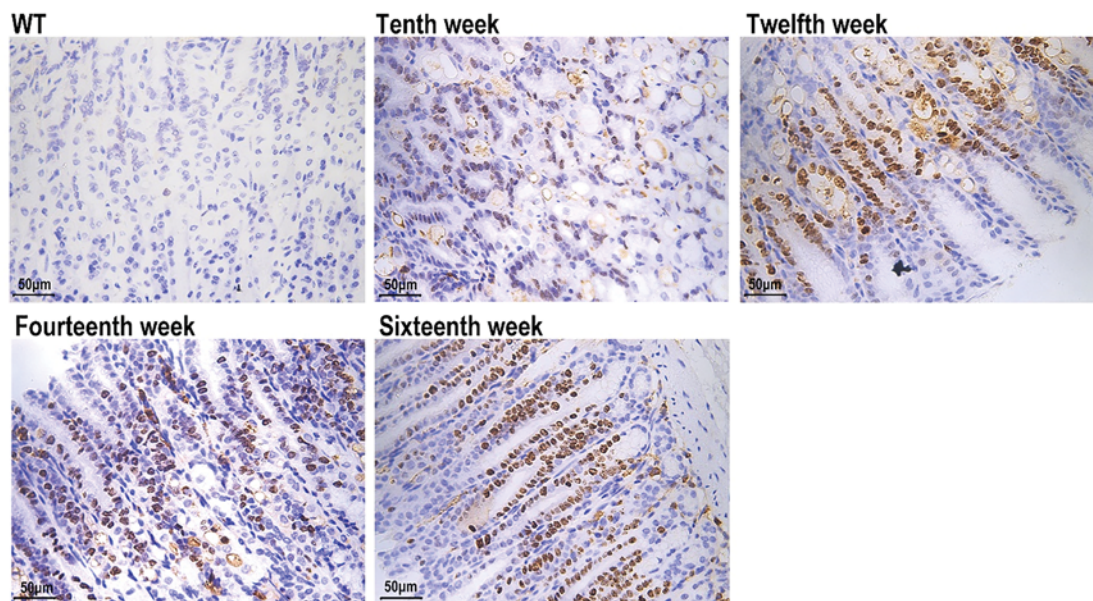 WT
Tenth week
Twelfth week
50μm
50μm
50μm
Fourteenth week
Sixteenth week
50μm
50μm